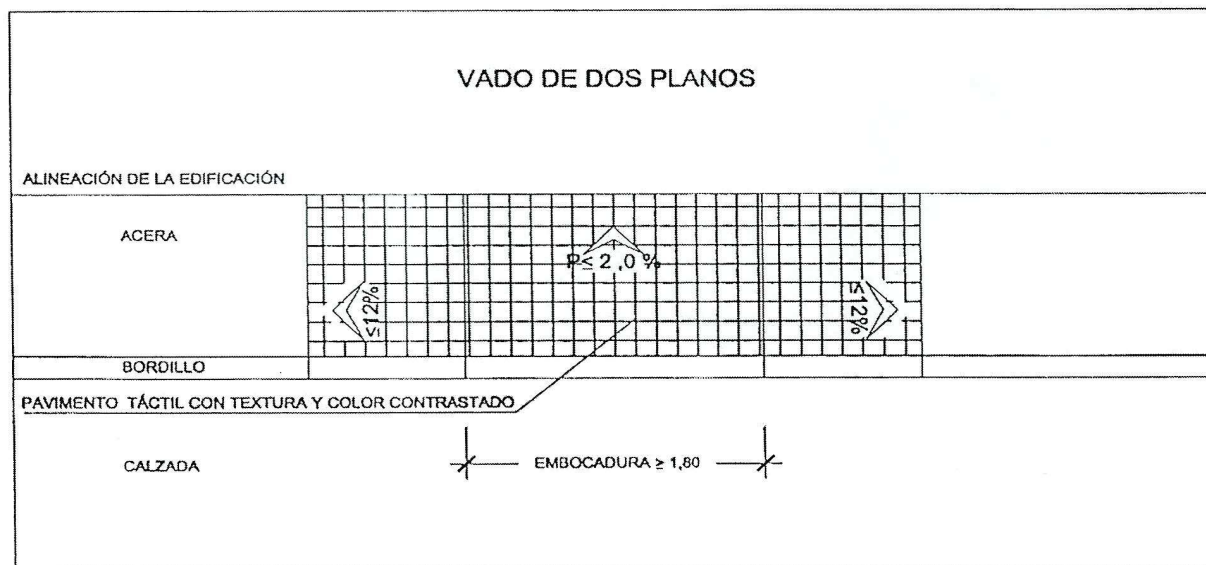 VADO DE DOS PLANOS
ALINEACIÓN DE LA EDIFICACIÓN
ACERA
P≤ 2 ,0 %
≤12%
≤12%
BORDILLO
PAVIMENTO TÁCTIL CON TEXTURA Y COLOR CONTRASTADO
CALZADA
EMBOCADURA ≥ 1,80